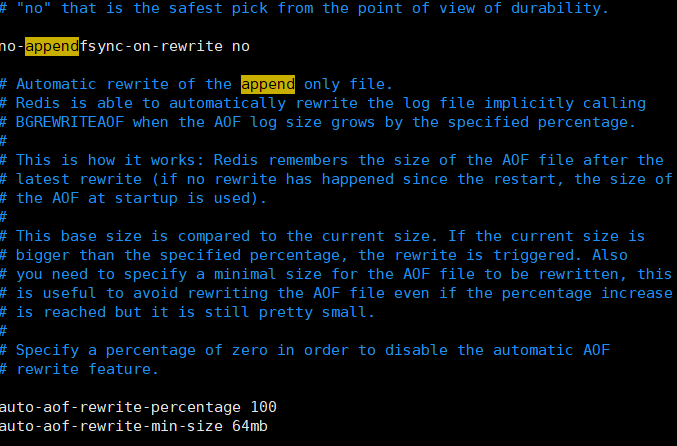 # "no" that is the safest pick from the point of view of durability.
no-appendfsync-on-rewrite no
# Automatic rewrite of the append only file.
# Redis is able to automatically rewrite the log file implicitly calling
# BGREWRITEAOF when the AOF log size grows by the specified percentage.
#
# This is how it works: Redis remembers the size of the AOF file after the
# latest rewrite (if no rewrite has happened since the restart, the size of
# the AOF at startup is used).
#
# This base size is compared to the current size. If the current size is
# bigger than the specified percentage, the rewrite is triggered. Also
# you need to specify a minimal size for the AOF file to be rewritten, this
# is useful to avoid rewriting the AOF file even if the percentage increase
# is reached but it is still pretty small.
#
# Specify a percentage of zero in order to disable the automatic AOF
# rewrite feature.
auto-aof-rewrite-percentage 100
auto-aof-rewrite-min-size 64mb